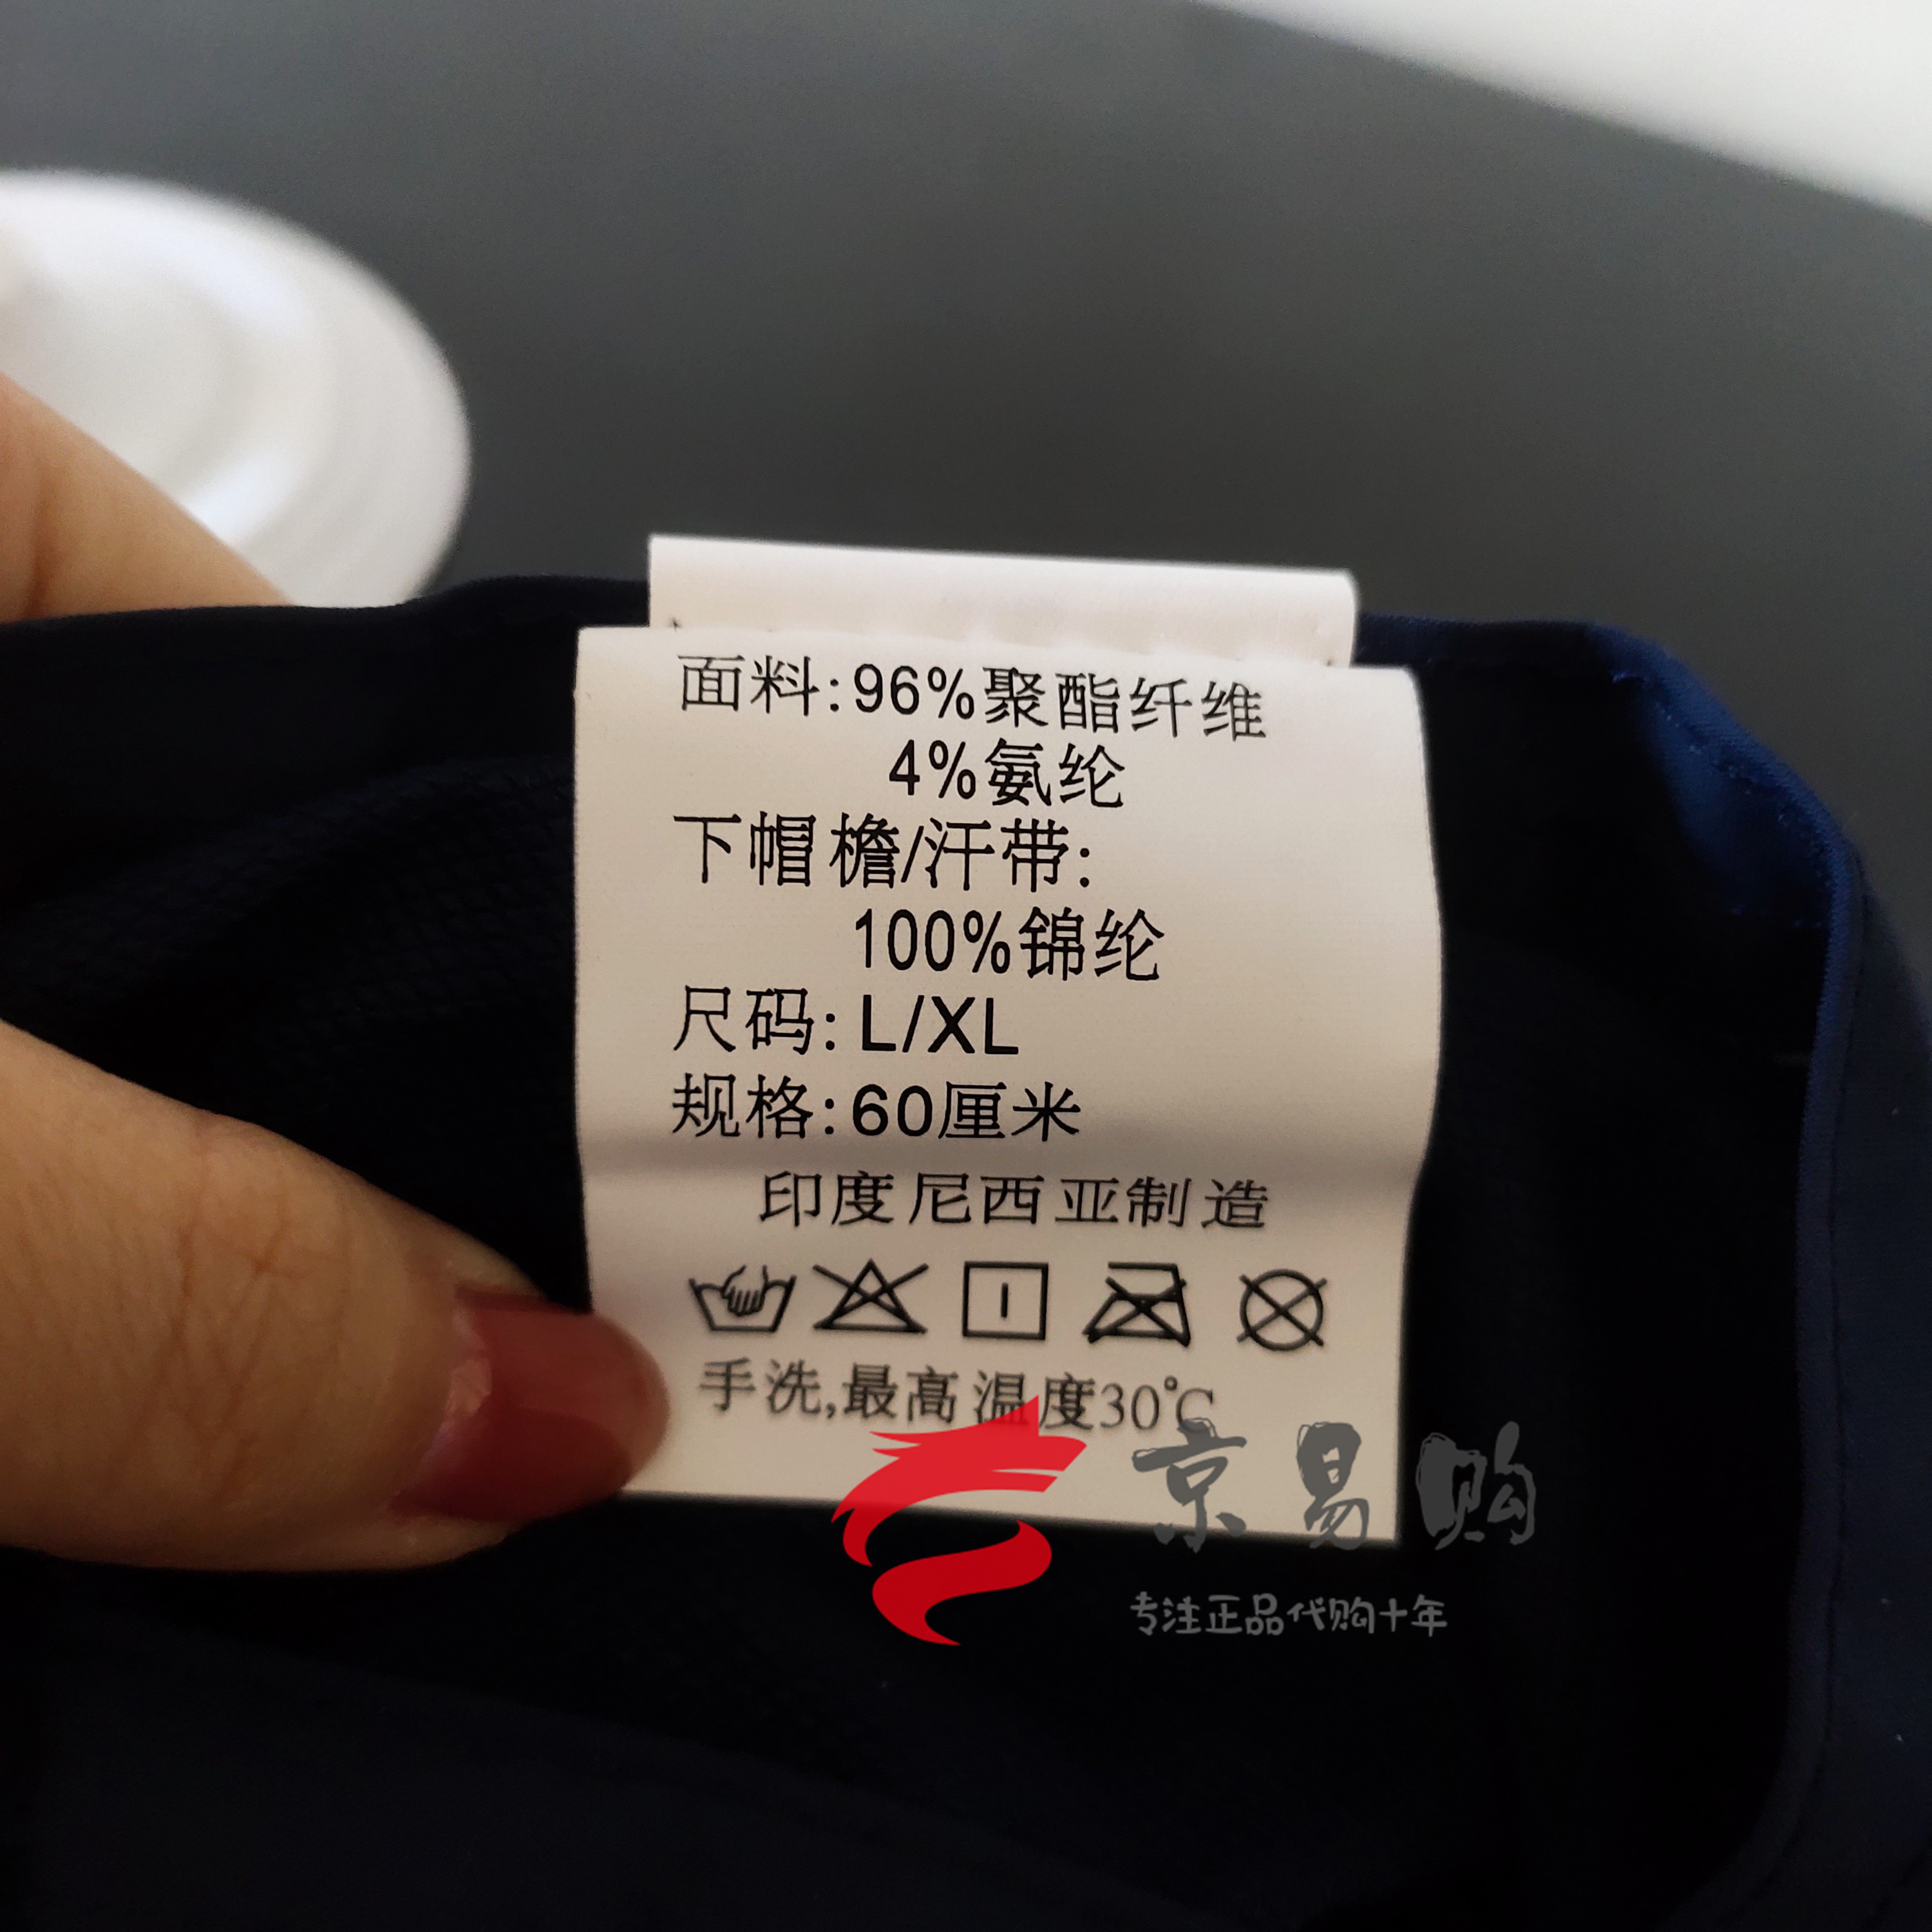 面料:96%聚酯纤维
4%氨纶
下帽檐/汗带:
100%锦纶
尺码:L/XL
规格:60厘米
印度尼西亚制造
手洗,最高温度30℃
京易购
专注正品代购十年